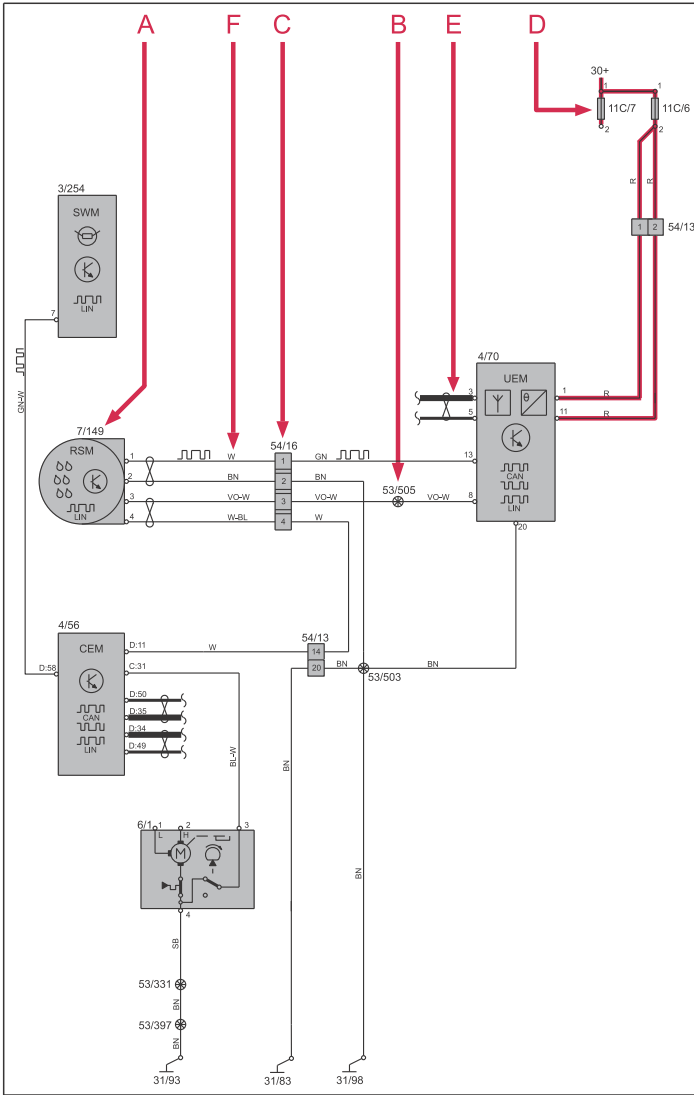 A F C B E D
30+
1 1
11C/7 11C/6
2 2
R R
3/254
SWM
LIN
7
1 2 54/13
GN-W
4/70
UEM
θ
3 1 R
5 11 R
7/149
RSM
LIN
54/16
1 W 1 GN 13
2 BN 2 BN
CAN
53/505
3 VO-W 3 VO-W VO-W 8
LIN
4 W-BL 4 W
20
4/56
CEM
CAN
LIN
54/13
D:11 W 14
D:58 C:31 20 BN BN
53/503
D:50
D:35
D:34
D:49
BL-W
BN
6/1 1 2 3
L H
M
4
BN
SB
53/331
BN
53/397
BN
31/93 31/83 31/98